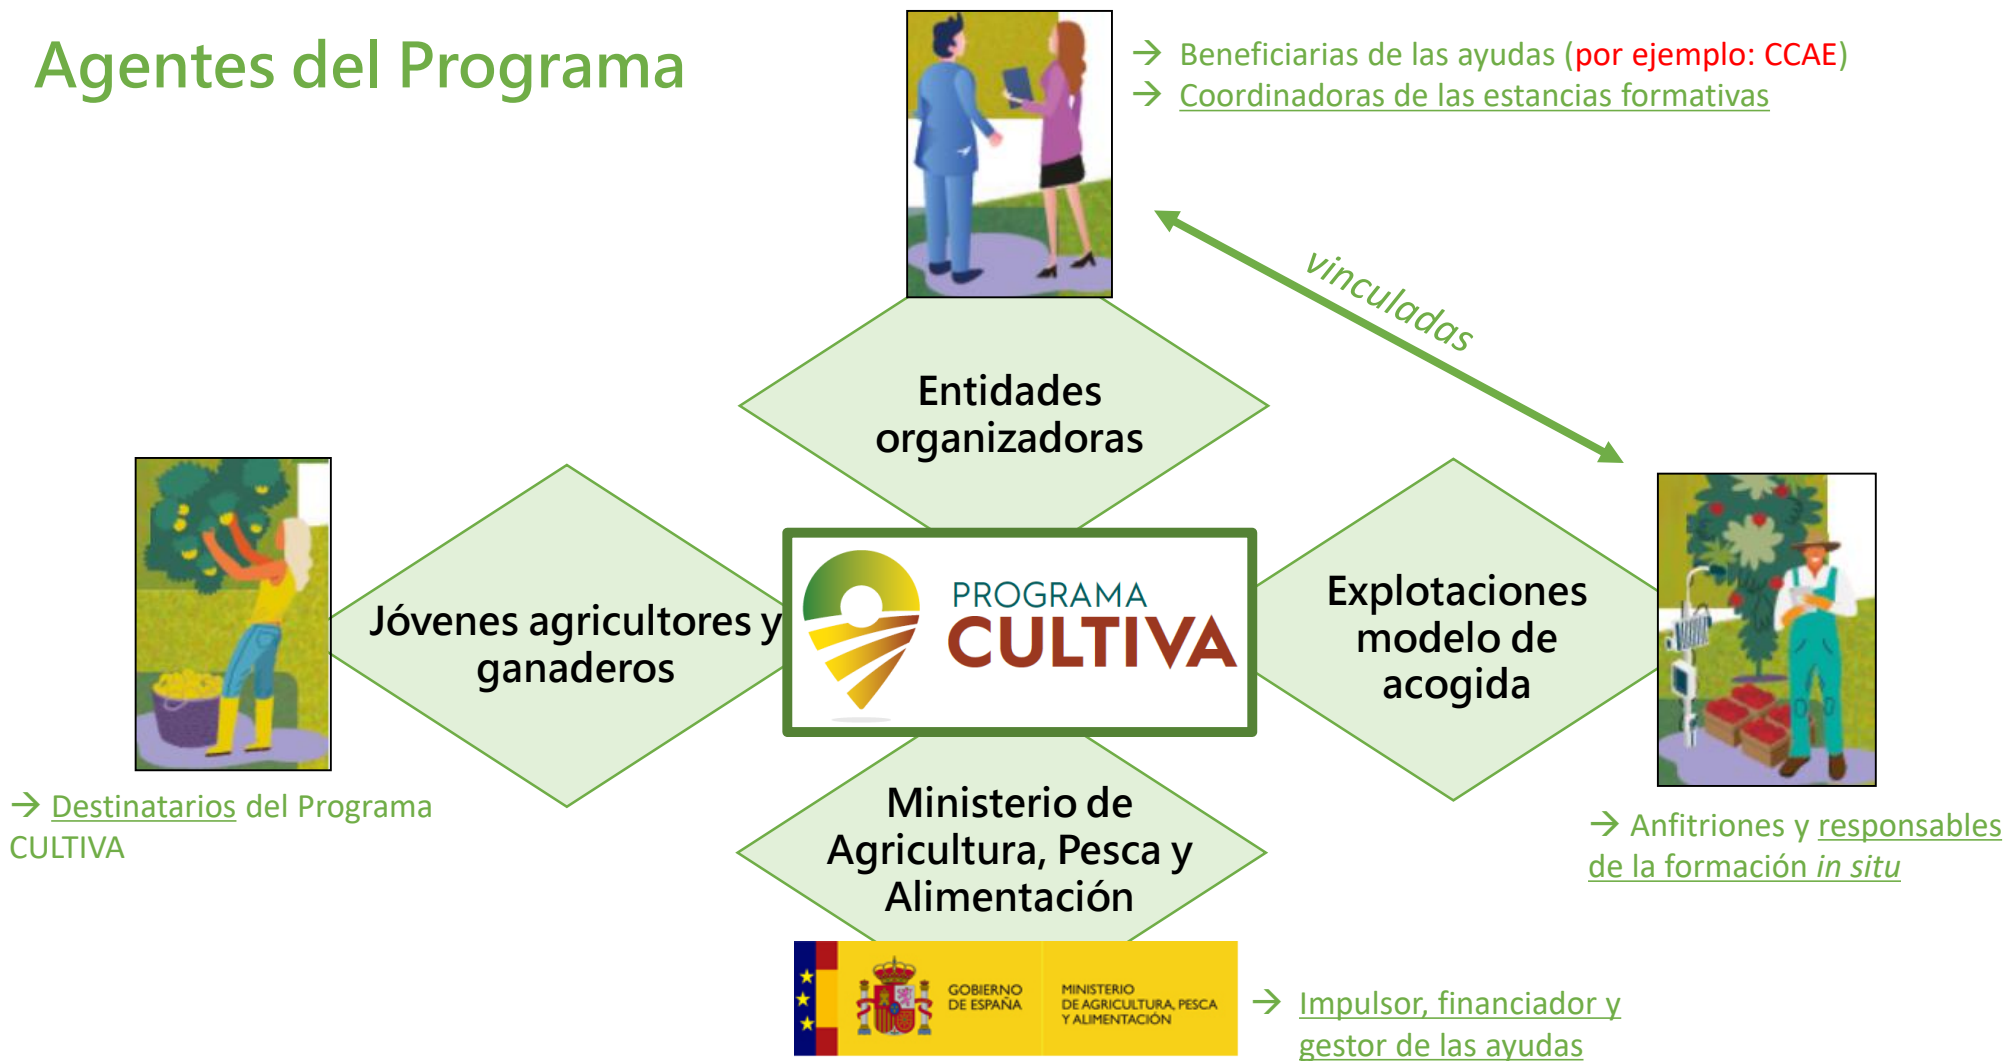 Agentes del Programa
→ Beneficiarias de las ayudas (por ejemplo: CCAE)
→ Coordinadoras de las estancias formativas
vinculadas
Entidades
organizadoras
Jóvenes agricultores y
ganaderos
PROGRAMA
CULTIVA
Explotaciones
modelo de
acogida
→ Destinatarios del Programa
CULTIVA
Ministerio de
Agricultura, Pesca y
Alimentación
→ Anfitriones y responsables
de la formación in situ
GOBIERNO
DE ESPAÑA
MINISTERIO
DE AGRICULTURA, PESCA
Y ALIMENTACIÓN
→ Impulsor, financiador y
gestor de las ayudas